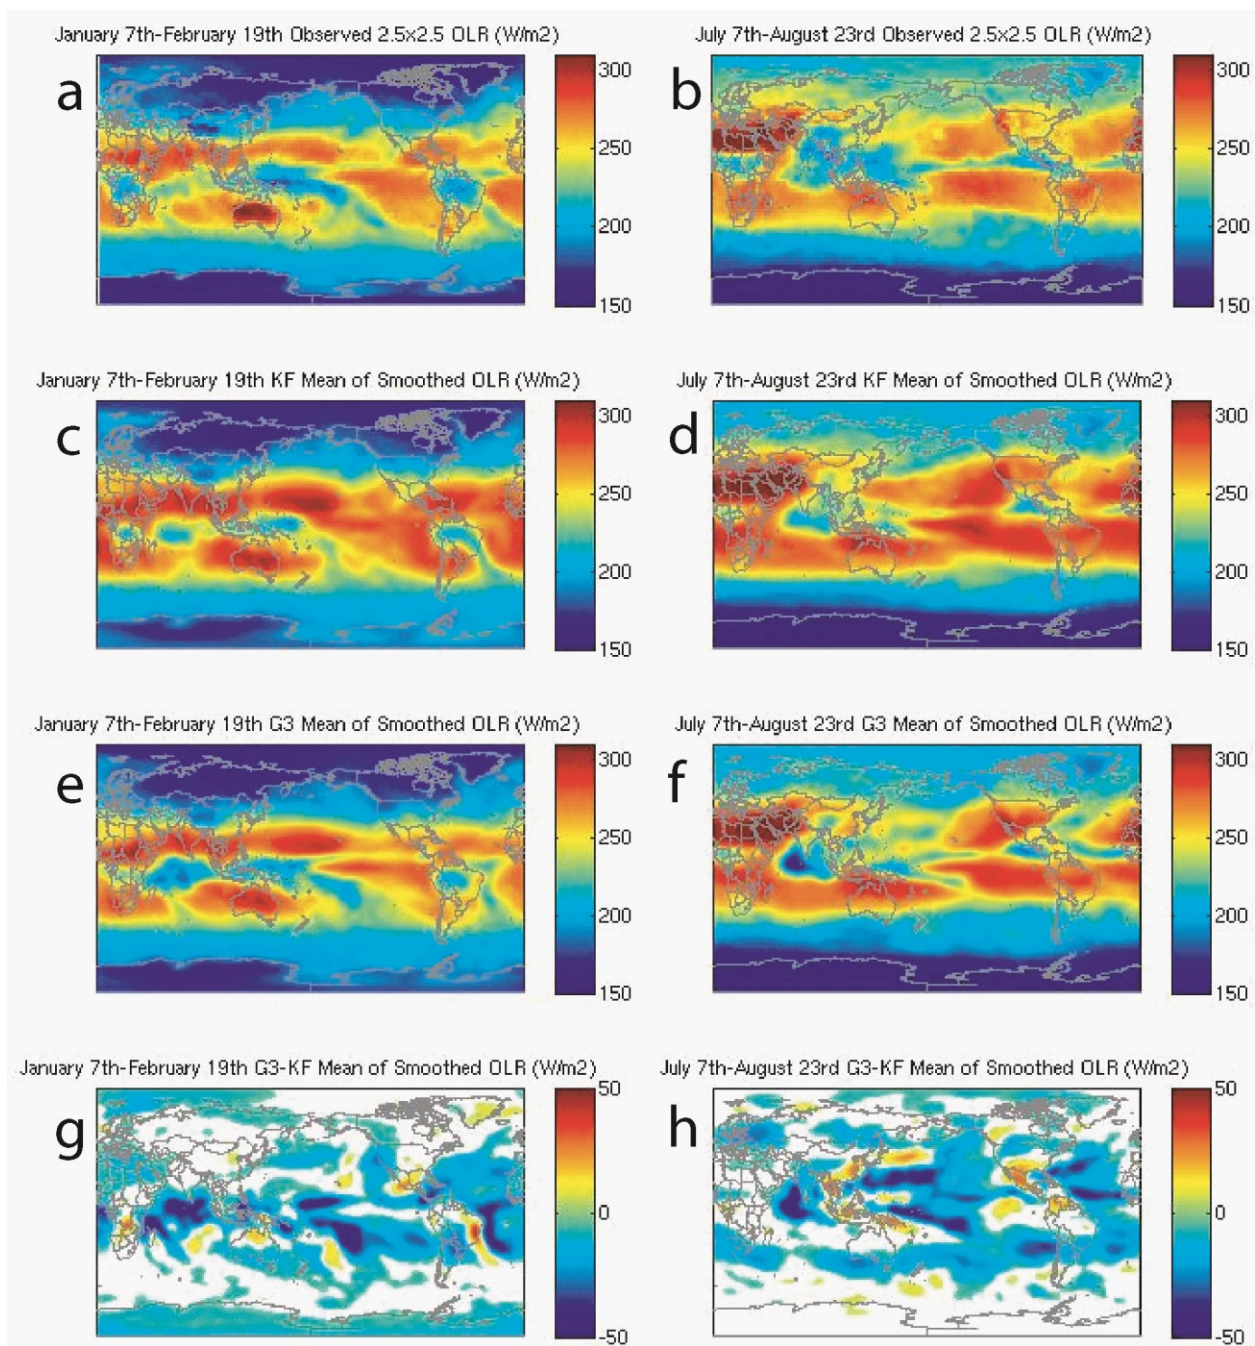 January 7th-February 19th Observed 2.5x2.5 OLR (W/m2)
July 7th-August 23rd Observed 2.5x2.5 OLR (W/m2)
a
300
250
200
150
b
300
250
200
150
January 7th-February 19th KF Mean of Smoothed OLR (W/m2)
July 7th-August 23rd KF Mean of Smoothed OLR (W/m2)
c
300
250
200
150
d
300
250
200
150
January 7th-February 19th G3 Mean of Smoothed OLR (W/m2)
July 7th-August 23rd G3 Mean of Smoothed OLR (W/m2)
e
300
250
200
150
f
300
250
200
150
January 7th-February 19th G3-KF Mean of Smoothed OLR (W/m2)
July 7th-August 23rd G3-KF Mean of Smoothed OLR (W/m2)
g
50
0
-50
h
50
0
-50